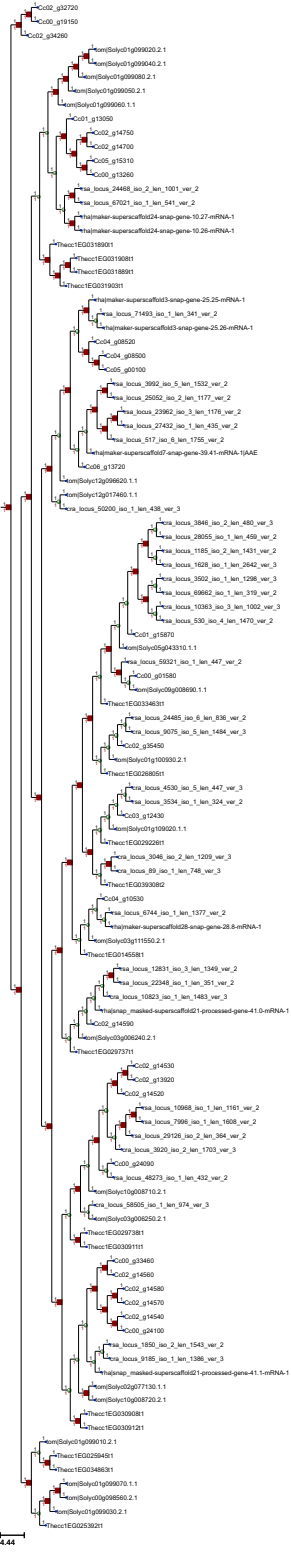 Cc02_g32720
Cc00_g19150
Cc02_g34260
tom|Solyc01g099020.2.1
tom|Solyc01g099040.2.1
tom|Solyc01g099080.2.1
tom|Solyc01g099050.2.1
tom|Solyc01g099060.1.1
Cc01_g13050
Cc02_g14750
Cc02_g14700
Cc05_g15310
Cc00_g13260
rsa_locus_24468_iso_2_len_1001_ver_2
rsa_locus_67021_iso_1_len_541_ver_2
rha|maker-superscaffold24-snap-gene-10.27-mRNA-1
rha|maker-superscaffold24-snap-gene-10.26-mRNA-1
Thecc1EG031890t1
Thecc1EG031908t1
Thecc1EG031889t1
Thecc1EG031903t1
rha|maker-superscaffold3-snap-gene-25.25-mRNA-1
rsa_locus_71493_iso_1_len_341_ver_2
rha|maker-superscaffold3-snap-gene-25.26-mRNA-1
Cc04_g08520
Cc04_g08500
Cc05_g00100
rsa_locus_3992_iso_5_len_1532_ver_2
rsa_locus_25052_iso_2_len_1177_ver_2
rsa_locus_23962_iso_3_len_1176_ver_2
rsa_locus_27432_iso_1_len_435_ver_2
rsa_locus_517_iso_6_len_1755_ver_2
rha|maker-superscaffold7-snap-gene-39.41-mRNA-1|AAE
Cc06_g13720
tom|Solyc12g096620.1.1
tom|Solyc12g017460.1.1
cra_locus_50200_iso_1_len_438_ver_3
cra_locus_3846_iso_2_len_480_ver_3
rsa_locus_28055_iso_1_len_459_ver_2
rsa_locus_1185_iso_2_len_1431_ver_2
cra_locus_1628_iso_1_len_2642_ver_3
cra_locus_3502_iso_1_len_1298_ver_3
rsa_locus_69662_iso_1_len_319_ver_2
cra_locus_10363_iso_3_len_1002_ver_3
rsa_locus_530_iso_4_len_1470_ver_2
Cc01_g15870
tom|Solyc05g043310.1.1
rsa_locus_59321_iso_1_len_447_ver_2
Cc00_g01580
tom|Solyc09g008690.1.1
Thecc1EG033463t1
rsa_locus_24485_iso_6_len_836_ver_2
cra_locus_9075_iso_5_len_1484_ver_3
Cc02_g35450
tom|Solyc01g100930.2.1
Thecc1EG026805t1
cra_locus_4530_iso_5_len_447_ver_3
rsa_locus_3534_iso_1_len_324_ver_2
Cc03_g12430
tom|Solyc01g109020.1.1
Thecc1EG029226t1
cra_locus_3046_iso_2_len_1209_ver_3
cra_locus_89_iso_1_len_748_ver_3
Thecc1EG039308t2
Cc04_g10530
rsa_locus_6744_iso_1_len_1377_ver_2
rha|maker-superscaffold28-snap-gene-28.8-mRNA-1
tom|Solyc03g111550.2.1
Thecc1EG014558t1
rsa_locus_12831_iso_3_len_1349_ver_2
rsa_locus_22348_iso_1_len_351_ver_2
cra_locus_10823_iso_1_len_1483_ver_3
rha|snap_masked-superscaffold21-processed-gene-41.0-mRNA-1
Cc02_g14590
tom|Solyc03g006240.2.1
Thecc1EG029737t1
Cc02_g14530
Cc02_g13920
Cc02_g14520
rsa_locus_10968_iso_1_len_1161_ver_2
rsa_locus_7996_iso_1_len_1608_ver_2
rsa_locus_29126_iso_2_len_364_ver_2
cra_locus_3920_iso_2_len_1703_ver_3
Cc00_g24090
rsa_locus_48273_iso_1_len_432_ver_2
tom|Solyc10g008710.2.1
cra_locus_58505_iso_1_len_974_ver_3
tom|Solyc03g006250.2.1
Thecc1EG029738t1
Thecc1EG030911t1
Cc00_g33460
Cc02_g14560
Cc02_g14580
Cc02_g14570
Cc02_g14540
Cc00_g24100
rsa_locus_1850_iso_2_len_1543_ver_2
cra_locus_9185_iso_1_len_1386_ver_3
rha|snap_masked-superscaffold21-processed-gene-41.1-mRNA-1
tom|Solyc02g077130.1.1
tom|Solyc10g008720.2.1
Thecc1EG030908t1
Thecc1EG030912t1
tom|Solyc01g099010.2.1
Thecc1EG025945t1
Thecc1EG034863t1
tom|Solyc01g099070.1.1
tom|Solyc00g098560.2.1
tom|Solyc01g099030.2.1
Thecc1EG025392t1
4.44